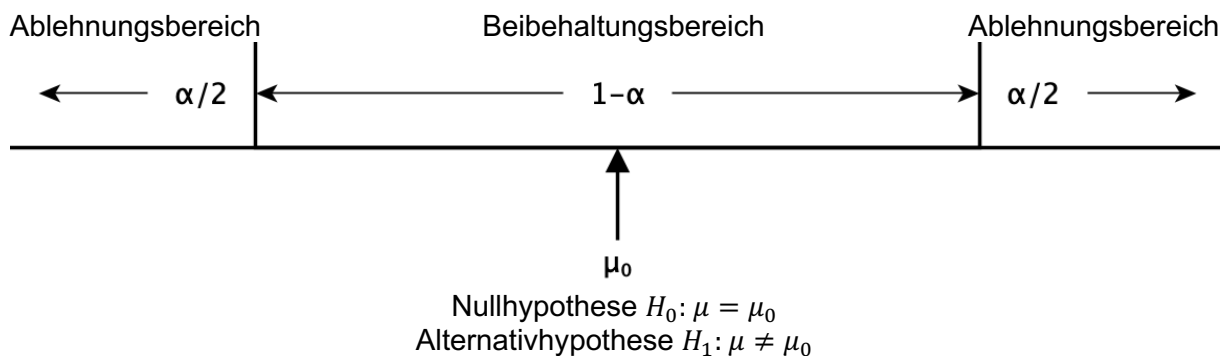 Ablehnungsbereich Beibehaltungsbereich Ablehnungsbereich
α/2 1-α α/2
μ₀
Nullhypothese 𝐻₀: 𝜇 = 𝜇₀
Alternativhypothese 𝐻₁: 𝜇 ≠ 𝜇₀